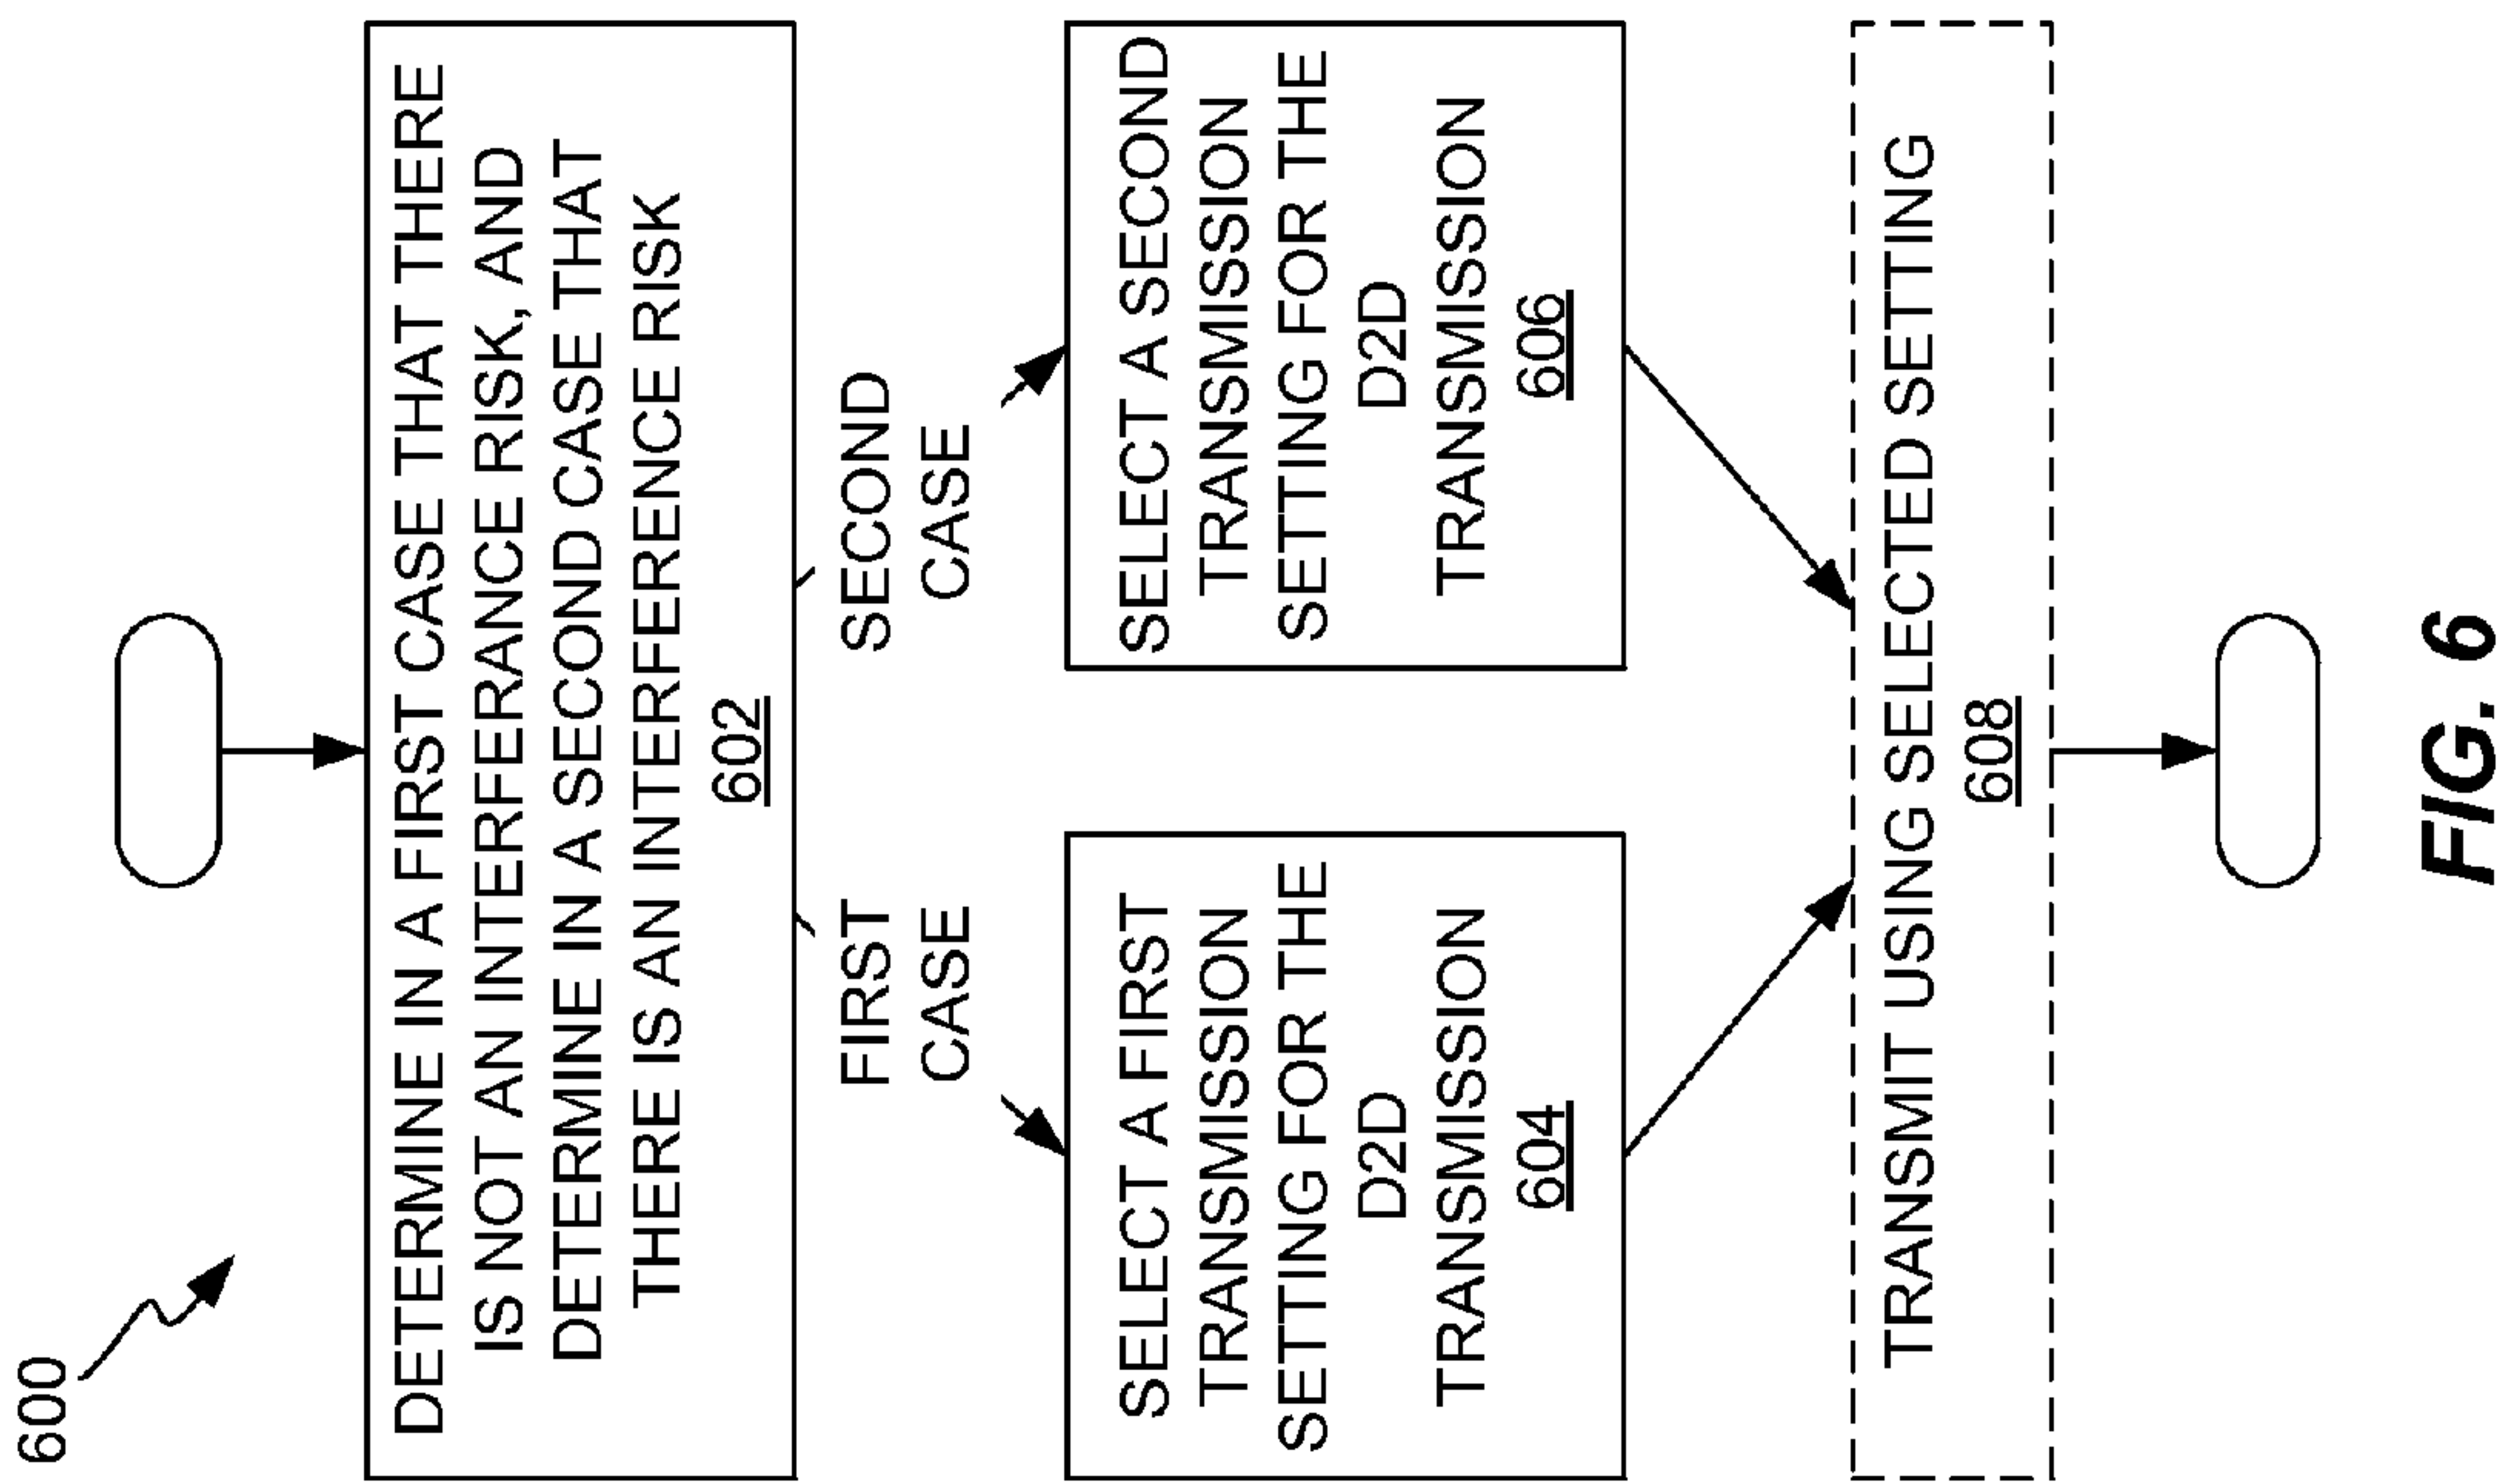 600
DETERMINE IN A FIRST CASE THAT THERE
IS NOT AN INTERFERANCE RISK, AND
DETERMINE IN A SECOND CASE THAT
THERE IS AN INTERFERENCE RISK
602
FIRST
CASE
SECOND
CASE
SELECT A FIRST
TRANSMISSION
SETTING FOR THE
D2D
TRANSMISSION
604
SELECT A SECOND
TRANSMISSION
SETTING FOR THE
D2D
TRANSMISSION
606
TRANSMIT USING SELECTED SETTING
608
FIG. 6